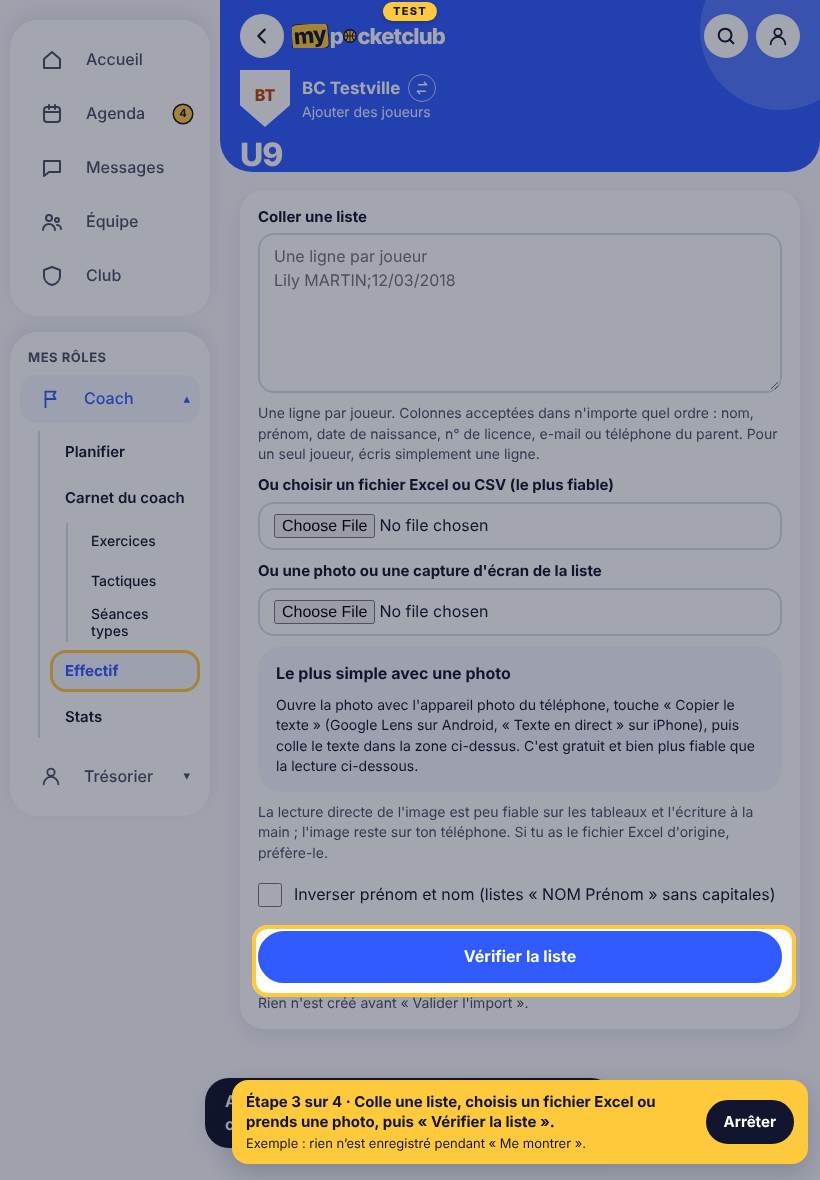 TEST
mypocketclub
BT
BC Testville
Ajouter des joueurs
U9
Accueil
Agenda
4
Messages
Équipe
Club
MES RÔLES
Coach
Planifier
Carnet du coach
Exercices
Tactiques
Séances
types
Effectif
Stats
Trésorier
Coller une liste
Une ligne par joueur
Lily MARTIN;12/03/2018
Une ligne par joueur. Colonnes acceptées dans n'importe quel ordre : nom,
prénom, date de naissance, n° de licence, e-mail ou téléphone du parent. Pour
un seul joueur, écris simplement une ligne.
Ou choisir un fichier Excel ou CSV (le plus fiable)
Choose File No file chosen
Ou une photo ou une capture d'écran de la liste
Choose File No file chosen
Le plus simple avec une photo
Ouvre la photo avec l'appareil photo du téléphone, touche « Copier le
texte » (Google Lens sur Android, « Texte en direct » sur iPhone), puis
colle le texte dans la zone ci-dessus. C'est gratuit et bien plus fiable que
la lecture ci-dessous.
La lecture directe de l'image est peu fiable sur les tableaux et l'écriture à la
main ; l'image reste sur ton téléphone. Si tu as le fichier Excel d'origine,
préfère-le.
Inverser prénom et nom (listes « NOM Prénom » sans capitales)
Vérifier la liste
Rien n'est créé avant « Valider l'import ».
Étape 3 sur 4 · Colle une liste, choisis un fichier Excel ou
prends une photo, puis « Vérifier la liste ».
Exemple : rien n’est enregistré pendant « Me montrer ».
Arrêter